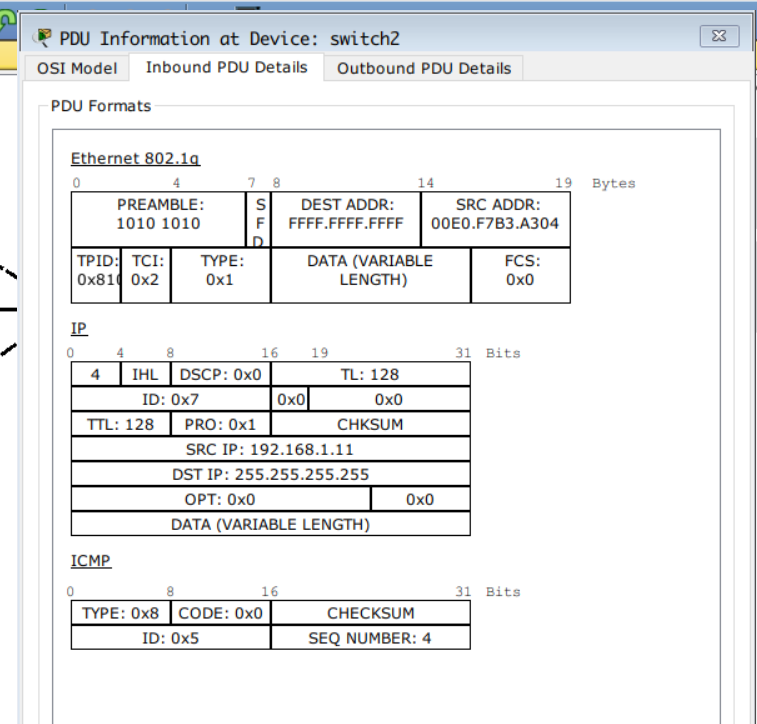 PDU Information at Device: switch2
OSI Model Inbound PDU Details Outbound PDU Details
PDU Formats
Ethernet 802.1q
0 4 7 8 14 19 Bytes
PREAMBLE: 1010 1010
SFD
DEST ADDR: FFFF.FFFF.FFFF
SRC ADDR: 00E0.F7B3.A304
TPID: 0x810
TCI: 0x2
TYPE: 0x1
DATA (VARIABLE LENGTH)
FCS: 0x0
IP
0 4 8 16 19 31 Bits
4 IHL DSCP: 0x0 TL: 128
ID: 0x7 0x0 0x0
TTL: 128 PRO: 0x1 CHKSUM
SRC IP: 192.168.1.11
DST IP: 255.255.255.255
OPT: 0x0 0x0
DATA (VARIABLE LENGTH)
ICMP
0 8 16 31 Bits
TYPE: 0x8 CODE: 0x0 CHECKSUM
ID: 0x5 SEQ NUMBER: 4